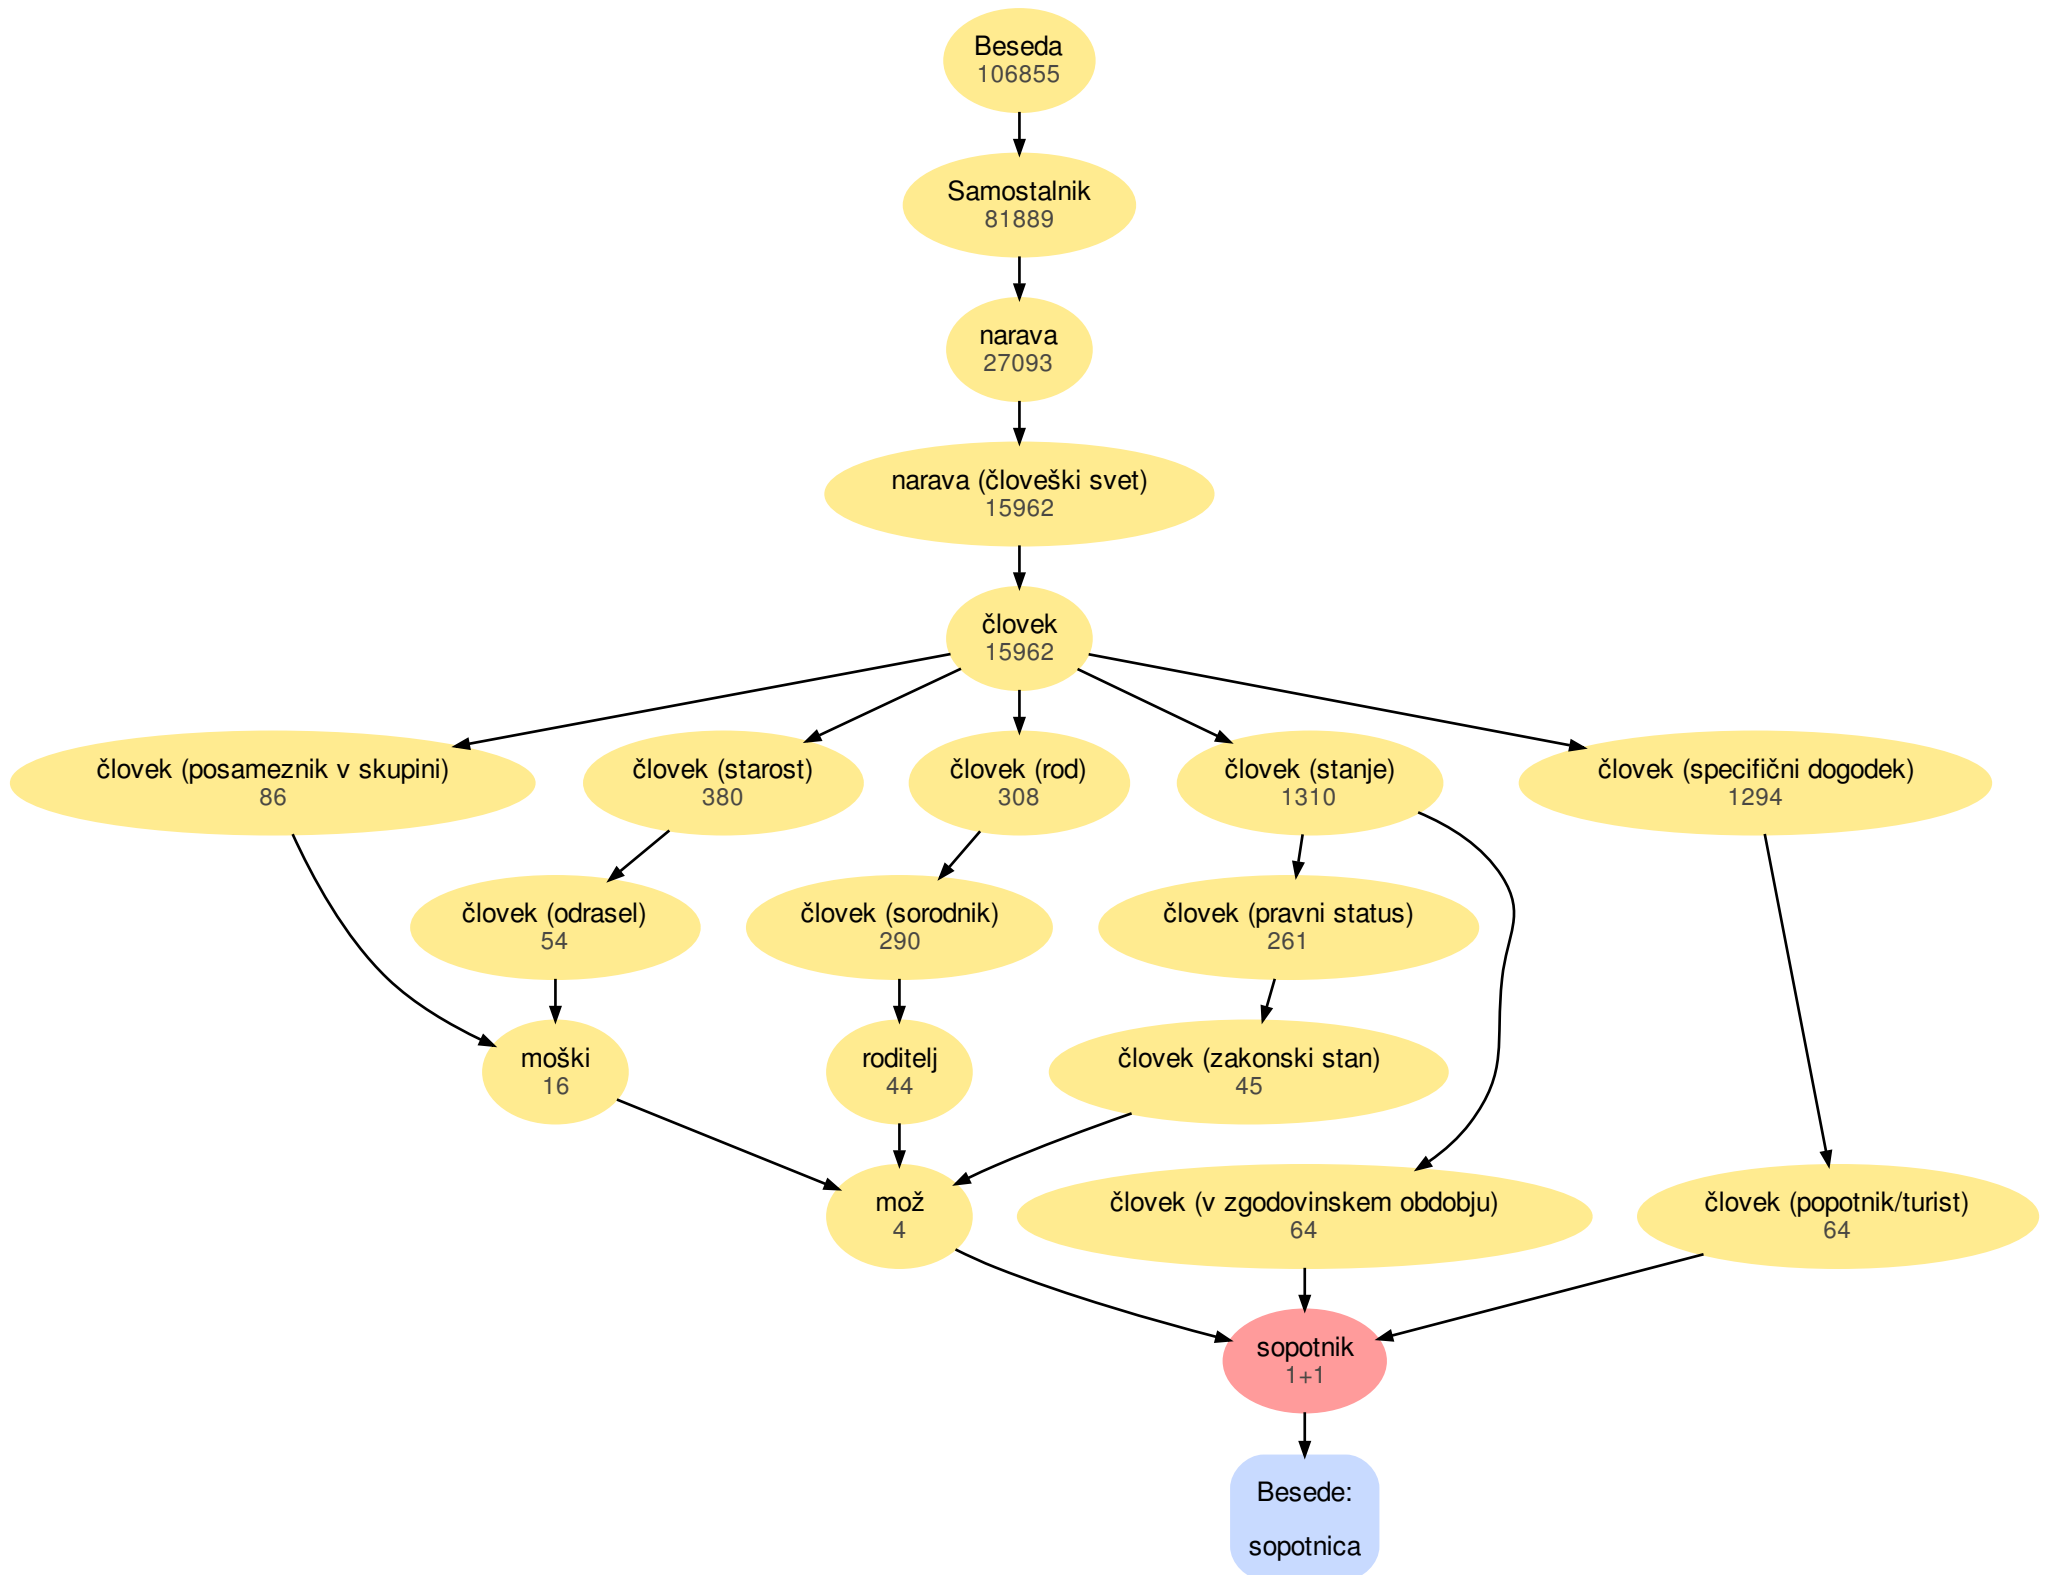 Beseda
106855
Samostalnik
81889
narava
27093
narava (človeški svet)
15962
človek
15962
človek (posameznik v skupini)
86
človek (starost)
380
človek (rod)
308
človek (stanje)
1310
človek (specifični dogodek)
1294
človek (odrasel)
54
človek (sorodnik)
290
človek (pravni status)
261
moški
16
roditelj
44
človek (zakonski stan)
45
mož
4
človek (v zgodovinskem obdobju)
64
človek (popotnik/turist)
64
sopotnik
1+1
Besede:
sopotnica